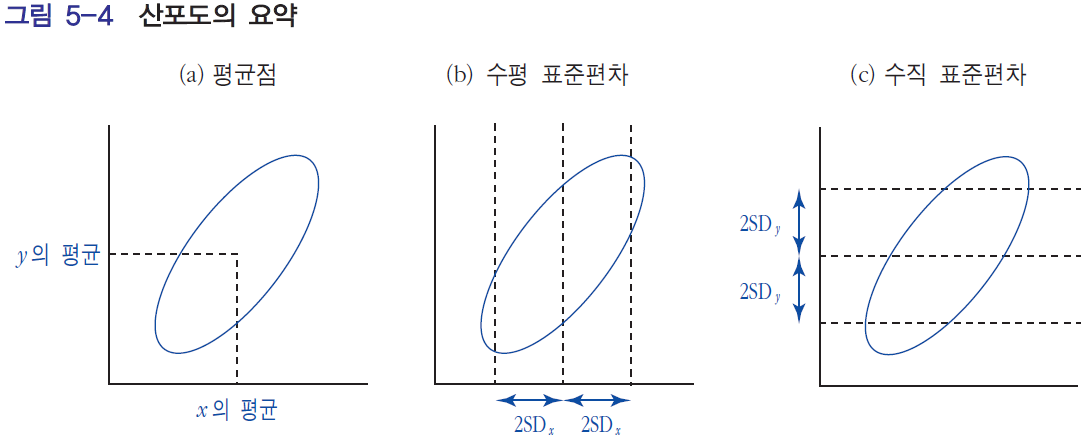 그림 5-4 산포도의 요약
(a) 평균점
(b) 수평 표준편차
(c) 수직 표준편차
y의 평균
x의 평균
2SDx 2SDx
2SDy
2SDy